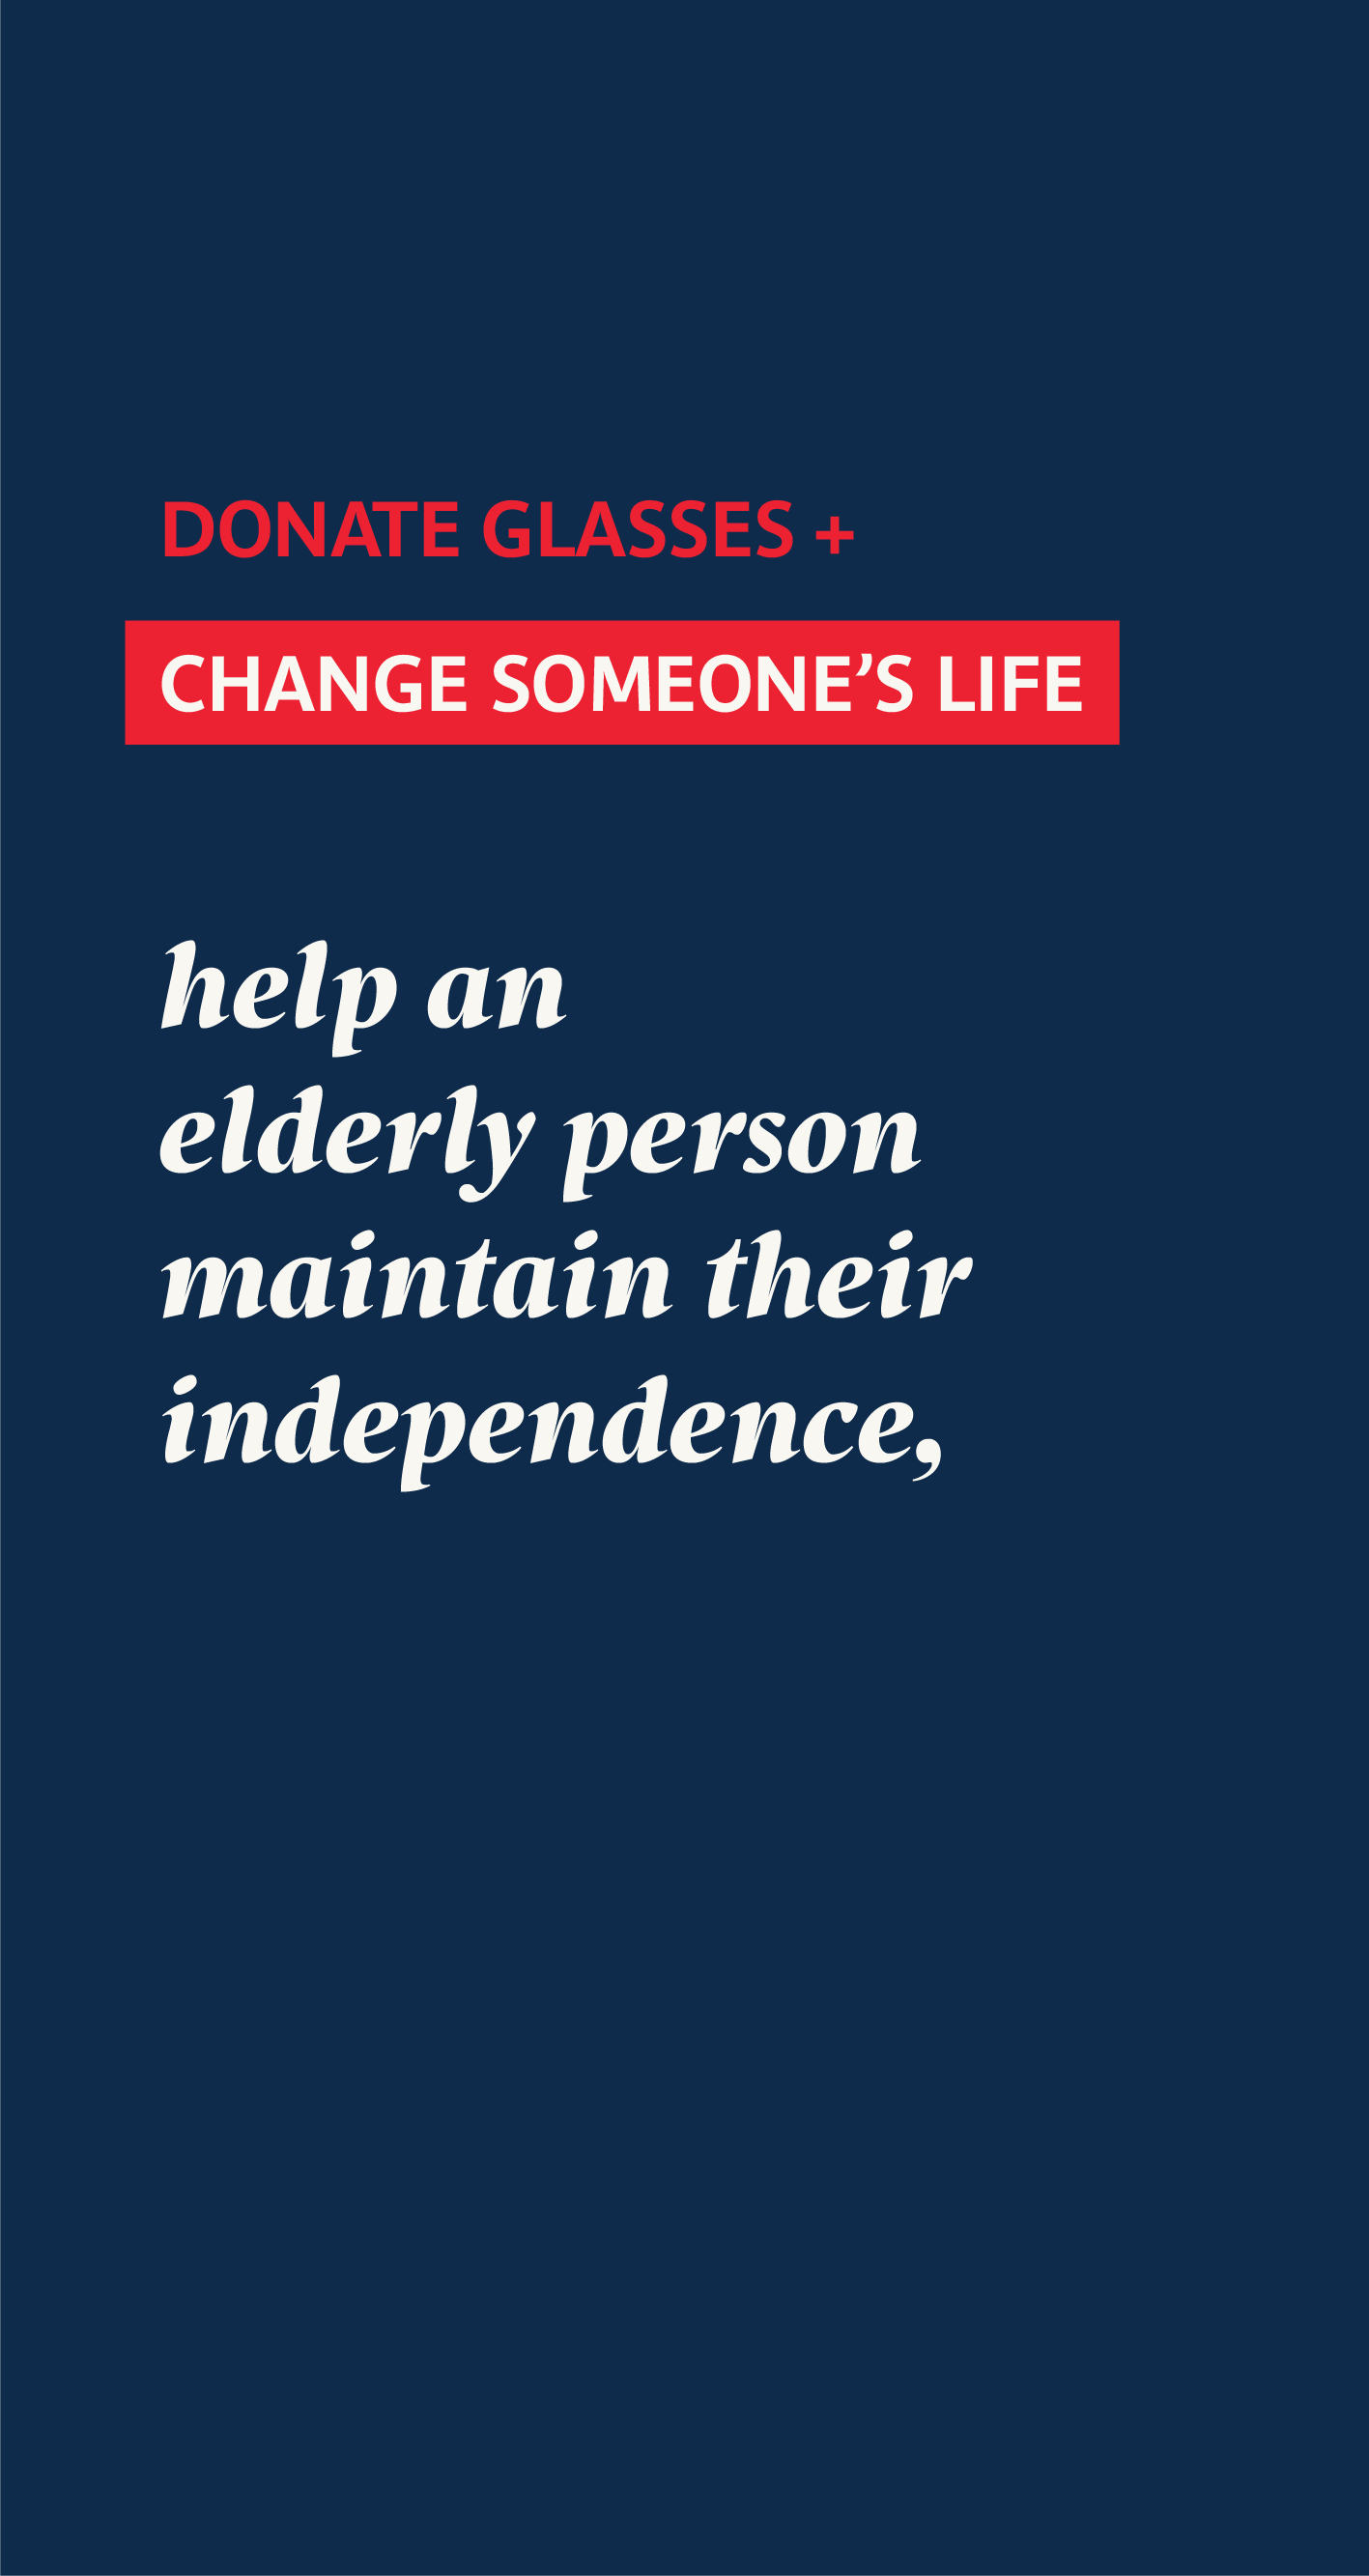 DONATE GLASSES +
CHANGE SOMEONE’S LIFE
help an
elderly person
maintain their
independence,